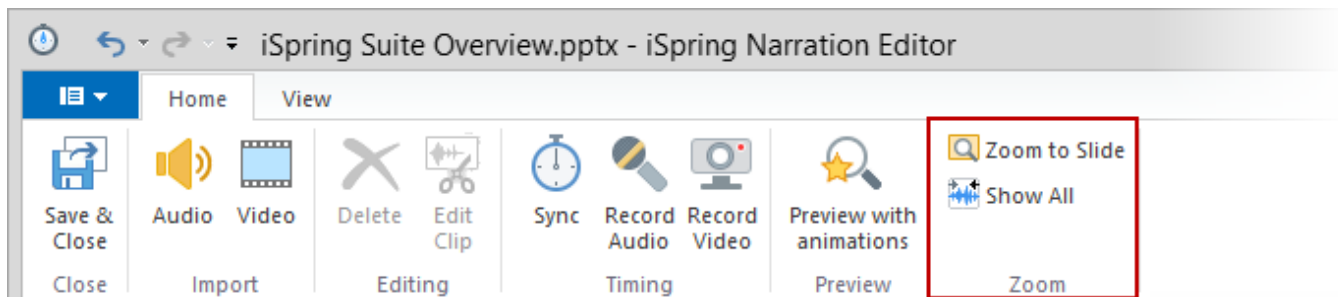 iSpring Suite Overview.pptx - iSpring Narration Editor
Home View
Save & Close
Audio Video
Delete Edit Clip
Sync Record Audio Record Video
Preview with animations
Zoom to Slide
Show All
Close Import Editing Timing Preview Zoom